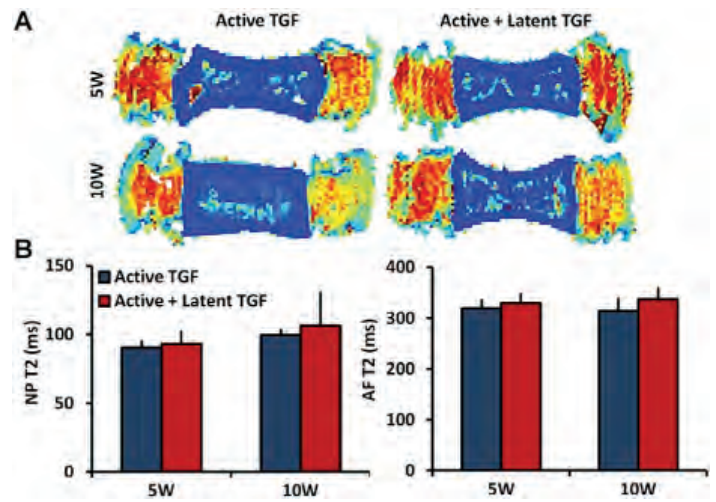 A
Active TGF
Active + Latent TGF
5W
10W
B
150
100
50
0
NP T2 (ms)
Active TGF
Active + Latent TGF
5W
10W
400
300
200
100
0
AF T2 (ms)
5W
10W